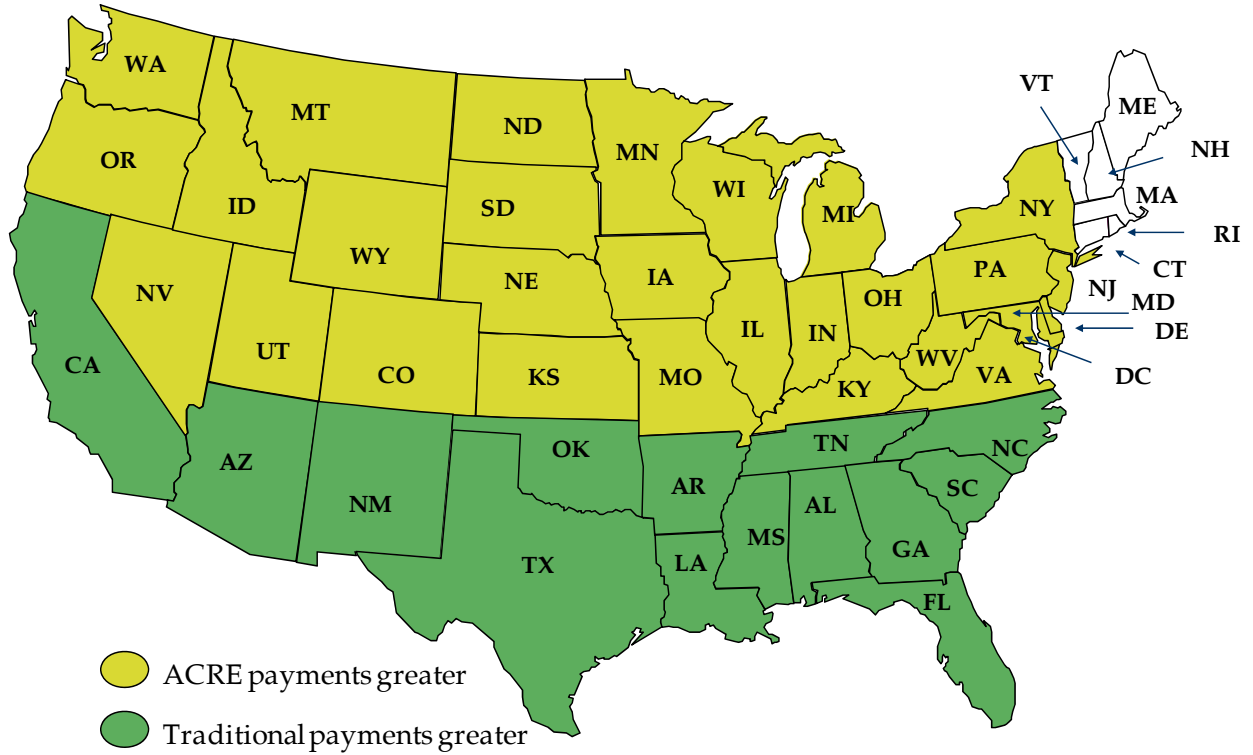 WA
MT
ND
MN
VT
ME
NH
OR
ID
SD
WI
MI
NY
MA
RI
WY
NE
IA
PA
CT
NV
OH
NJ
MD
IL
IN
DE
UT
CO
KS
MO
WV
VA
DC
CA
KY
AZ
NM
OK
TN
NC
AR
SC
TX
LA
MS
AL
GA
FL
ACRE payments greater
Traditional payments greater